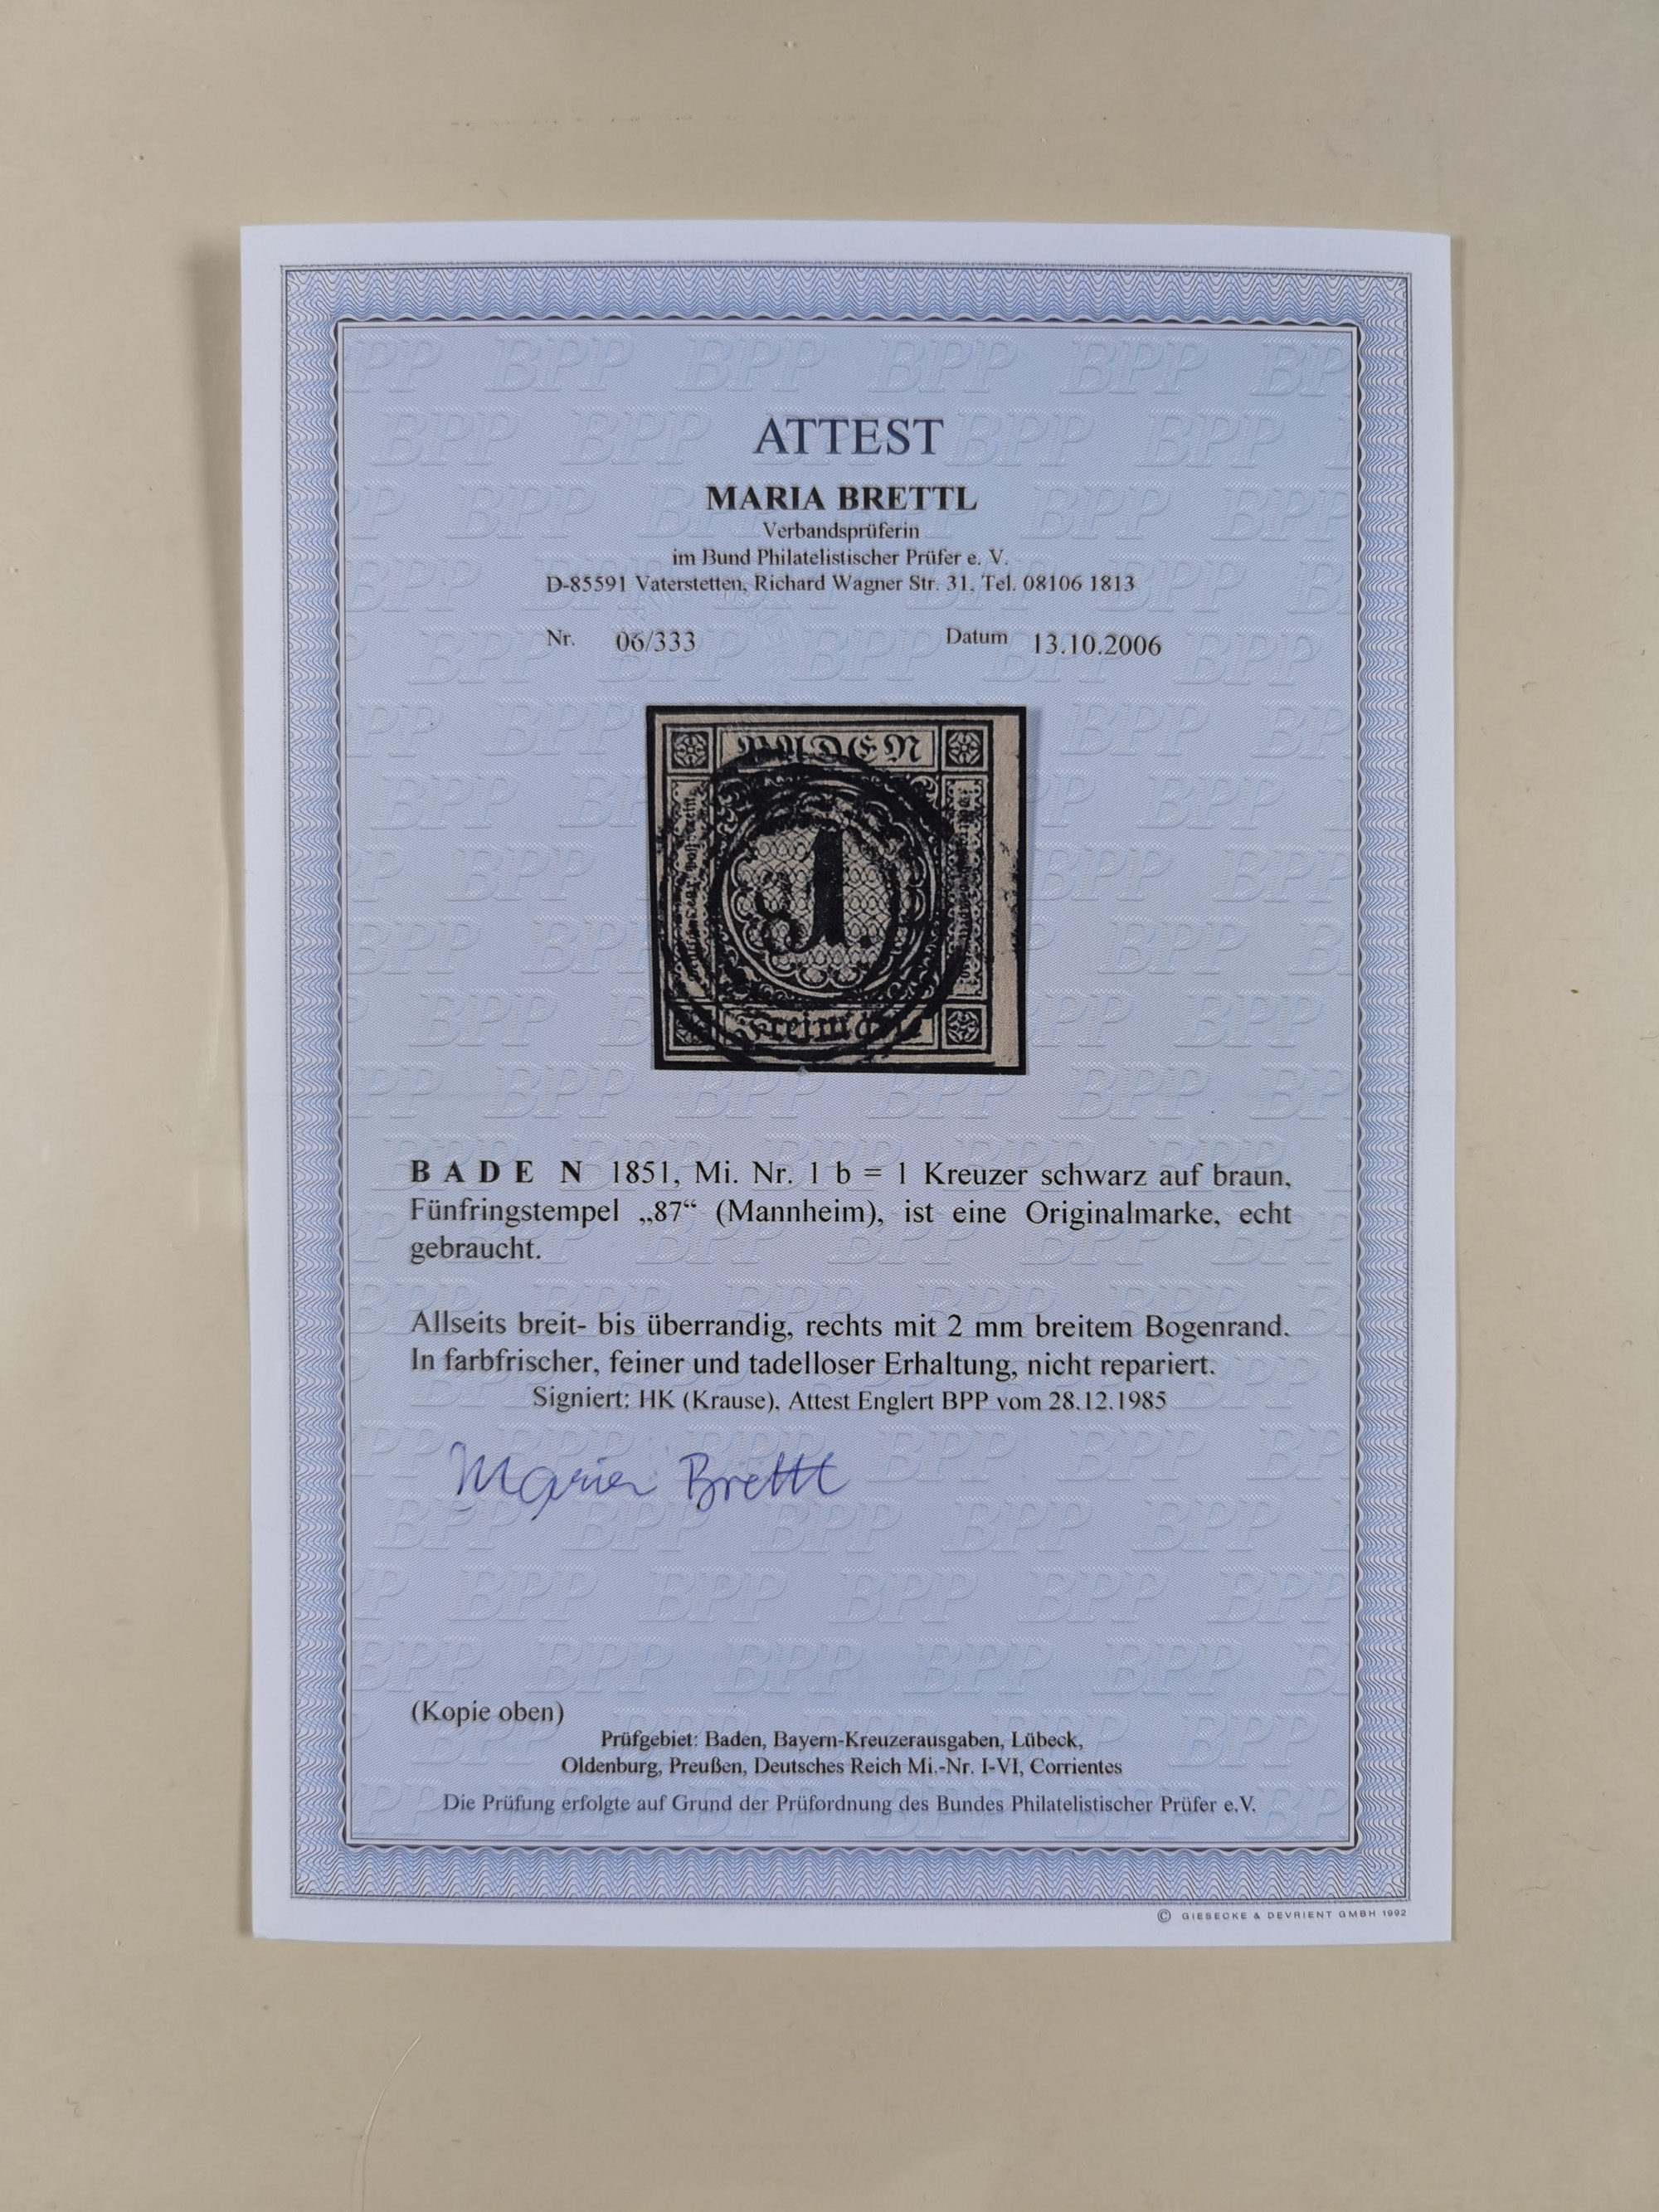 ATTEST
MARIA BRETTL
Verbandsprüferin
im Bund Philatelistischer Prüfer e. V.
D-85591 Vaterstetten, Richard Wagner Str. 31, Tel. 08106 1813
Nr. 06/333 Datum 13.10.2006
BADEN
1.
87
Freimarke
BADEN 1851, Mi. Nr. 1 b = 1 Kreuzer schwarz auf braun,
Fünfringstempel „87“ (Mannheim), ist eine Originalmarke, echt
gebraucht.
Allseits breit- bis überrandig, rechts mit 2 mm breitem Bogenrand.
In farbfrischer, feiner und tadelloser Erhaltung, nicht repariert.
Signiert: HK (Krause), Attest Englert BPP vom 28.12.1985
Maria Brettl
(Kopie oben)
Prüfgebiet: Baden, Bayern-Kreuzerausgaben, Lübeck,
Oldenburg, Preußen, Deutsches Reich Mi.-Nr. I-VI, Corrientes
Die Prüfung erfolgte auf Grund der Prüfordnung des Bundes Philatelistischer Prüfer e.V.
© GIESECKE & DEVRIENT GMBH 1992